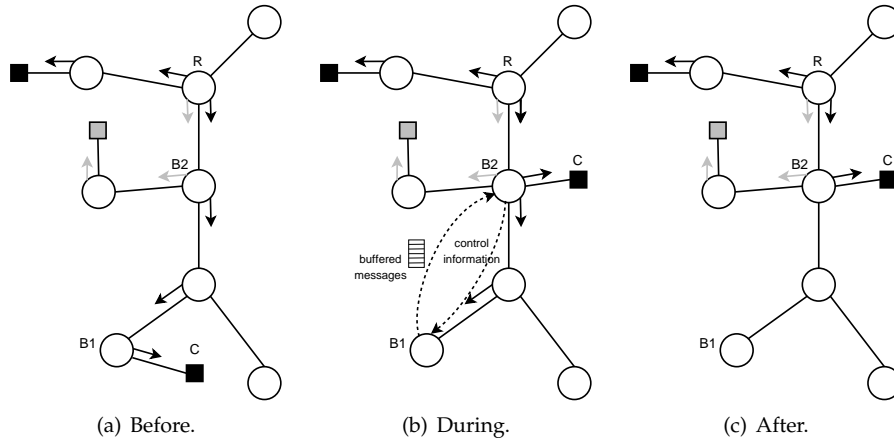 R
B2
B1
C
(a) Before.
R
B2
C
buffered
messages
control
information
B1
(b) During.
R
B2
C
B1
(c) After.